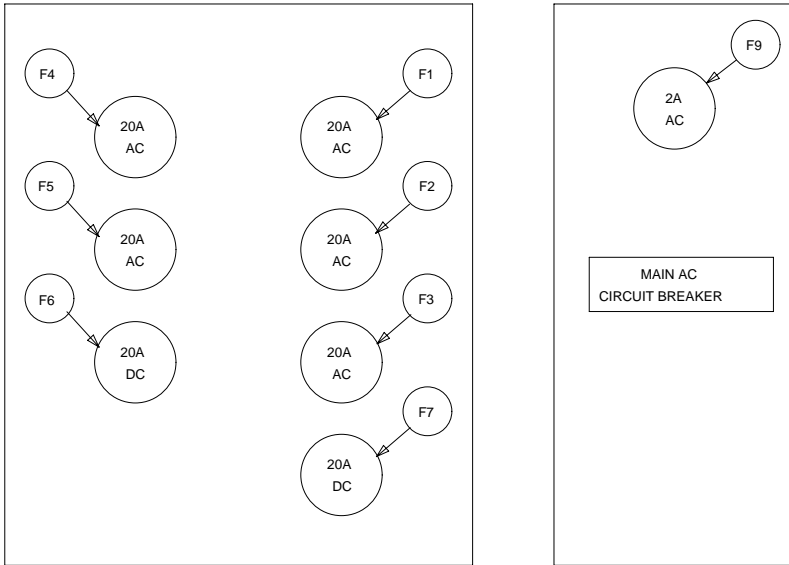 F4
20A
AC
F1
20A
AC
F5
20A
AC
F2
20A
AC
F6
20A
DC
F3
20A
AC
F7
20A
DC
F9
2A
AC
MAIN AC
CIRCUIT BREAKER